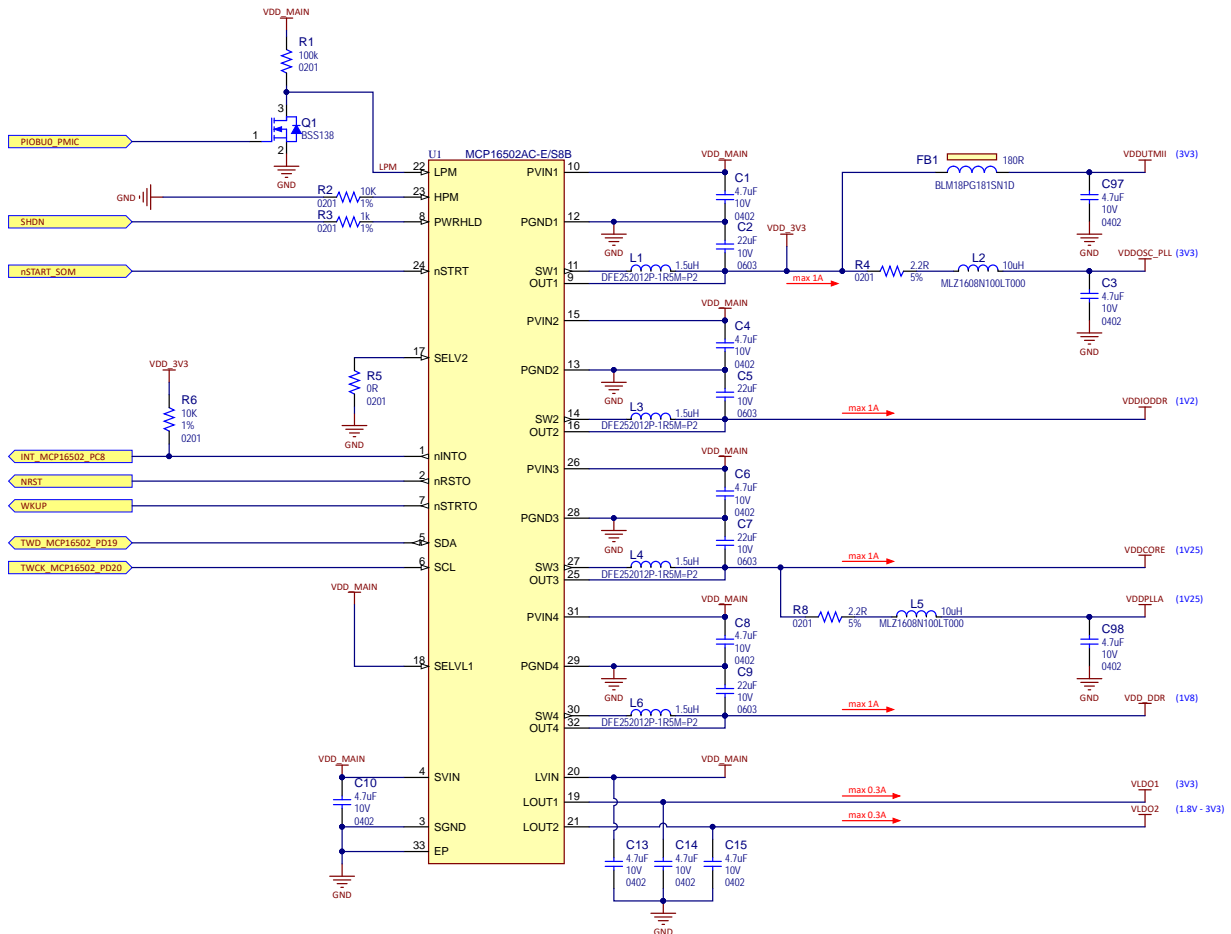 VDD_MAIN
R1
100k
0201
3
Q1
BSS138
1
2
GND
PIOBU0_PMIC
U1
MCP16502AC-E/S8B
LPM
22
LPM
GND
R2
10K
0201
1%
23
HPM
SHDN
R3
1k
0201
1%
8
PWRHLD
nSTART_SOM
24
nSTRT
17
SELV2
R5
0R
0201
GND
VDD_3V3
R6
10K
1%
0201
INT_MCP16502_PC8
1
nINTO
NRST
2
nRSTO
WKUP
7
nSTRTO
TWD_MCP16502_PD19
5
SDA
TWCK_MCP16502_PD20
6
SCL
VDD_MAIN
18
SELVL1
VDD_MAIN
4
SVIN
C10
4.7uF
10V
0402
3
SGND
33
EP
GND
PVIN1
10
VDD_MAIN
C1
4.7uF
10V
0402
PGND1
12
GND
C2
22uF
10V
0603
SW1
11
L1
1.5uH
OUT1
9
DFE252012P-1R5M=P2
VDD_3V3
max 1A
FB1
180R
BLM18PG181SN1D
VDDUTMII
(3V3)
C97
4.7uF
10V
0402
GND
R4
2.2R
0201
5%
L2
10uH
MLZ1608N100LT000
VDDOSC_PLL
(3V3)
C3
4.7uF
10V
0402
GND
PVIN2
15
VDD_MAIN
C4
4.7uF
10V
0402
PGND2
13
GND
C5
22uF
10V
0603
SW2
14
L3
1.5uH
OUT2
16
DFE252012P-1R5M=P2
max 1A
VDDIODDR
(1V2)
PVIN3
26
VDD_MAIN
C6
4.7uF
10V
0402
PGND3
28
GND
C7
22uF
10V
0603
SW3
27
L4
1.5uH
OUT3
25
DFE252012P-1R5M=P2
max 1A
VDDCORE
(1V25)
R8
2.2R
0201
5%
L5
10uH
MLZ1608N100LT000
VDDPLLA
(1V25)
C98
4.7uF
10V
0402
GND
PVIN4
31
VDD_MAIN
C8
4.7uF
10V
0402
PGND4
29
GND
C9
22uF
10V
0603
SW4
30
L6
1.5uH
OUT4
32
DFE252012P-1R5M=P2
max 1A
VDD_DDR
(1V8)
LVIN
20
VDD_MAIN
LOUT1
19
max 0.3A
VLDO1
(3V3)
LOUT2
21
max 0.3A
VLDO2
(1.8V - 3V3)
C13
4.7uF
10V
0402
C14
4.7uF
10V
0402
C15
4.7uF
10V
0402
GND